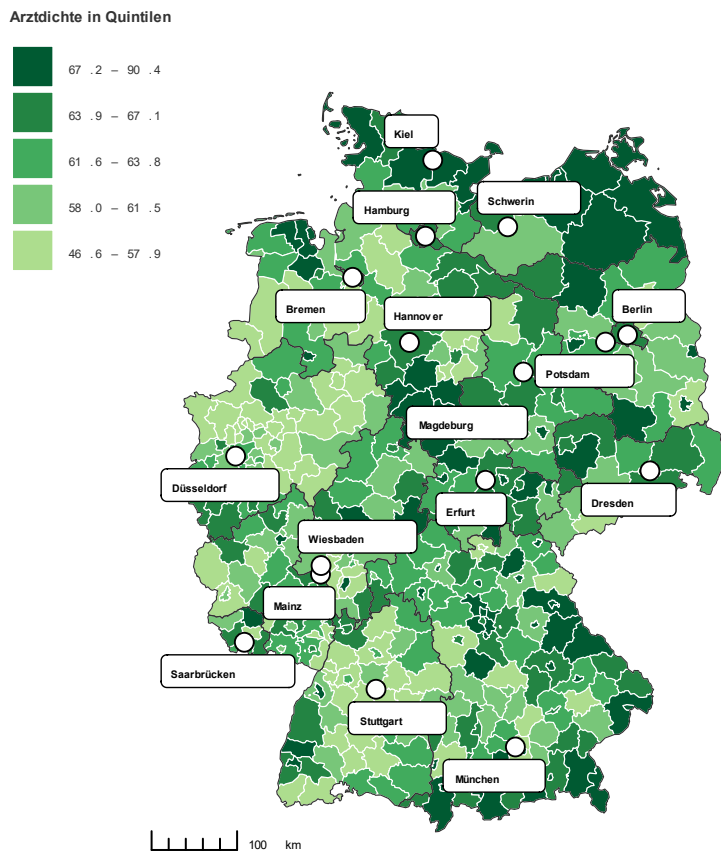 Arztdichte in Quintilen
67 . 2 – 90 . 4
63 . 9 – 67 . 1
61 . 6 – 63 . 8
58 . 0 – 61 . 5
46 . 6 – 57 . 9
Kiel
Hamburg
Schwerin
Bremen
Hannover
Berlin
Potsdam
Magdeburg
Düsseldorf
Erfurt
Dresden
Wiesbaden
Mainz
Saarbrücken
Stuttgart
München
100 km